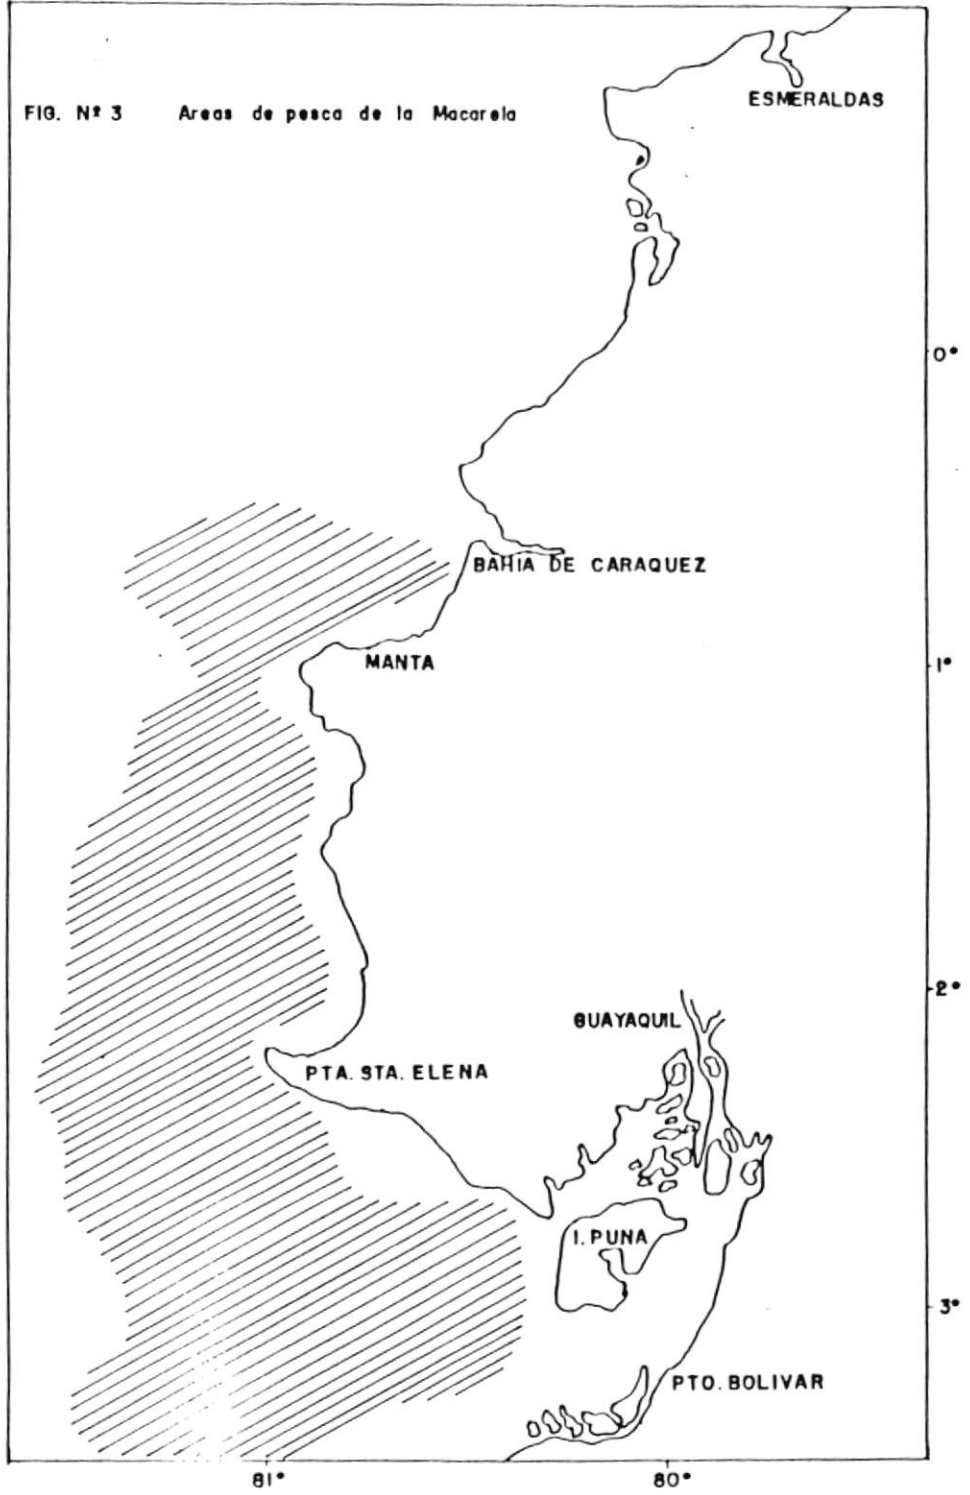 FIG. Nº 3 Areas de pesca de la Macarela
ESMERALDAS
0°
BAHIA DE CARAQUEZ
MANTA
1°
2°
GUAYAQUIL
PTA. STA. ELENA
I. PUNA
3°
PTO. BOLIVAR
81° 80°